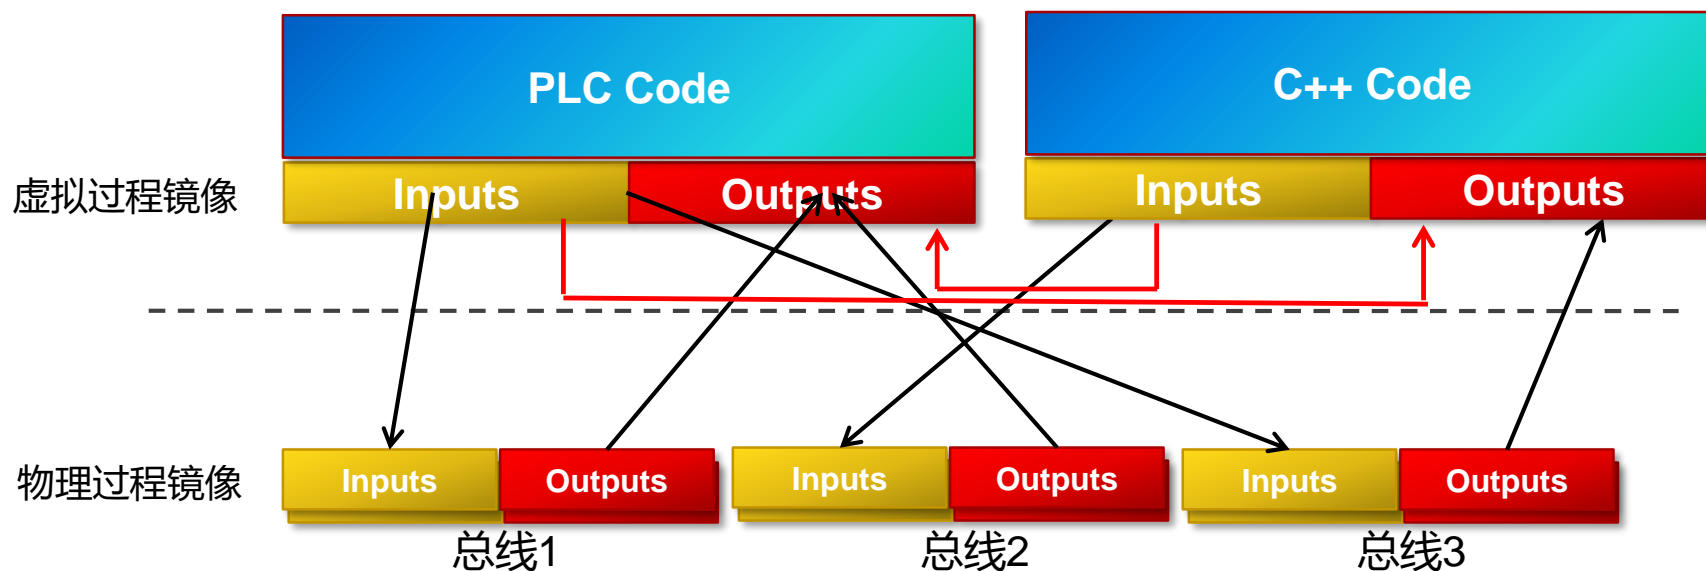 PLC Code
C++ Code
虚拟过程镜像
Inputs
Outputs
Inputs
Outputs
物理过程镜像
Inputs
Outputs
Inputs
Outputs
Inputs
Outputs
总线1
总线2
总线3